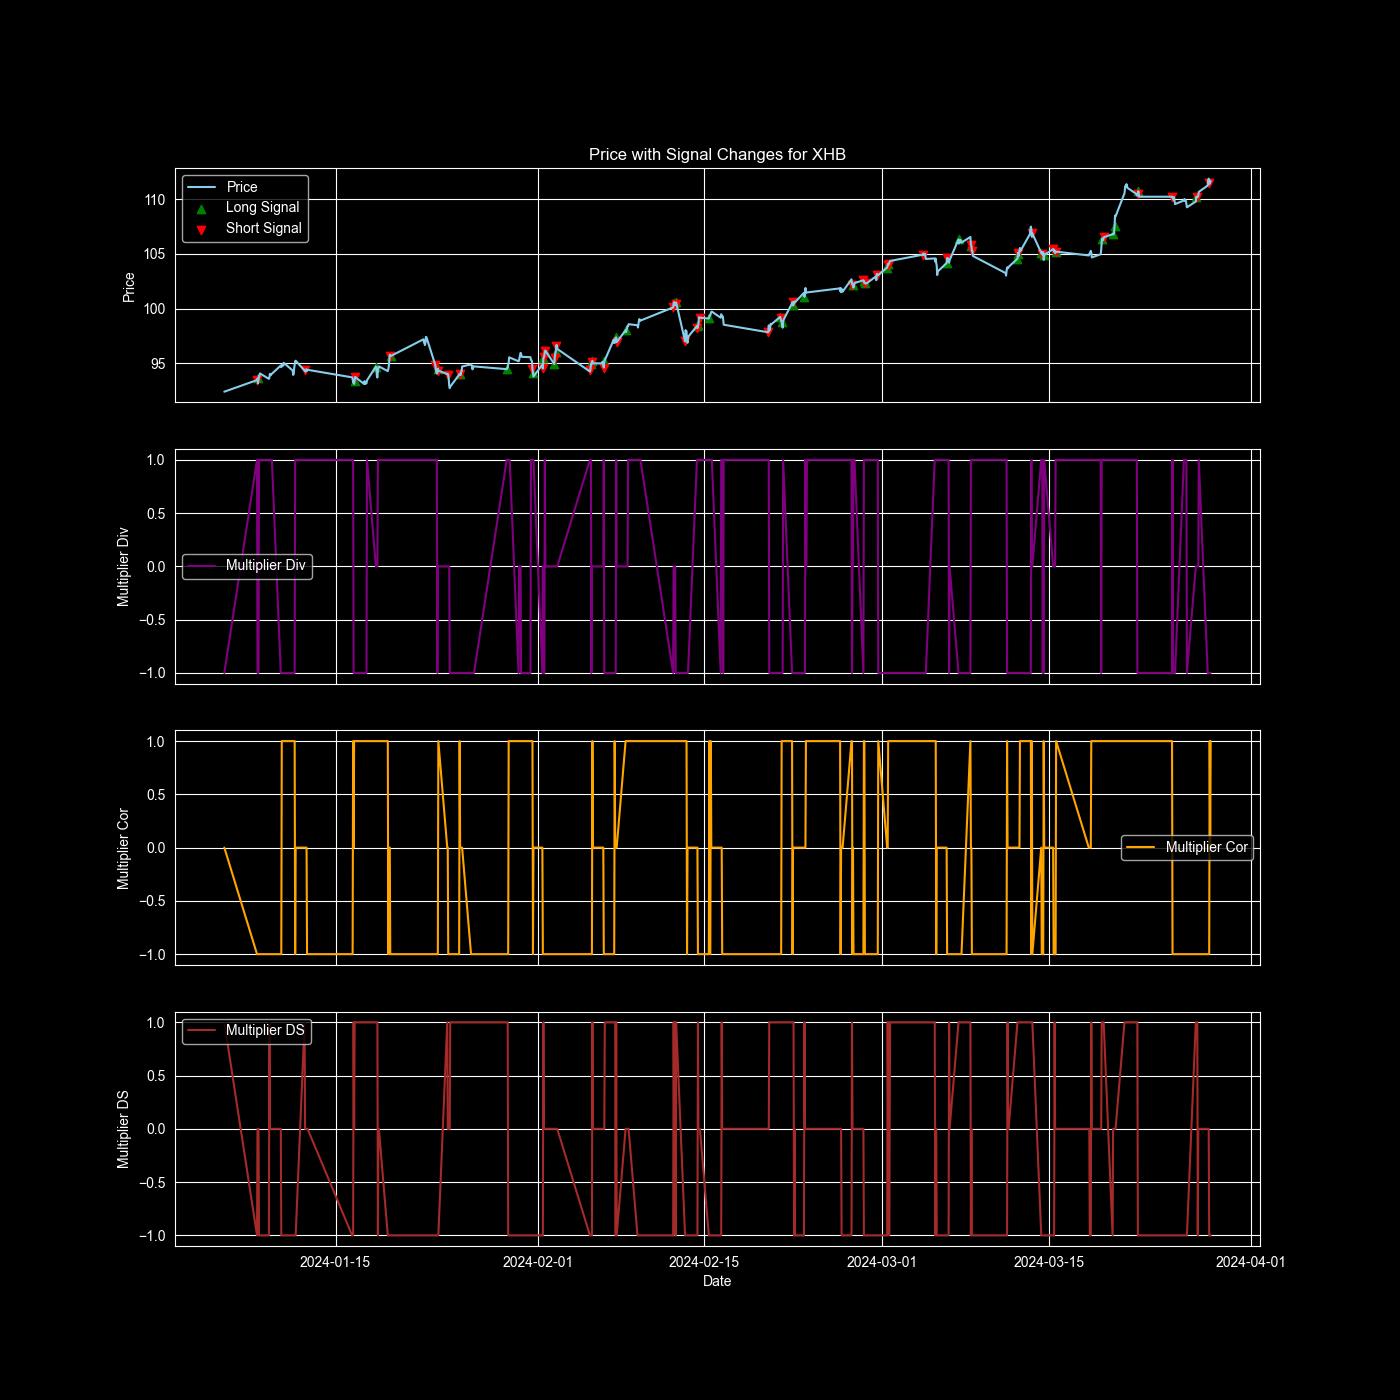 Price with Signal Changes for XHB
Price
Long Signal
Short Signal
110
105
100
95
Price
1.0
0.5
0.0
−0.5
−1.0
Multiplier Div
Multiplier Div
1.0
0.5
0.0
−0.5
−1.0
Multiplier Cor
Multiplier Cor
1.0
0.5
0.0
−0.5
−1.0
Multiplier DS
Multiplier DS
2024-01-15 2024-02-01 2024-02-15 2024-03-01 2024-03-15 2024-04-01
Date